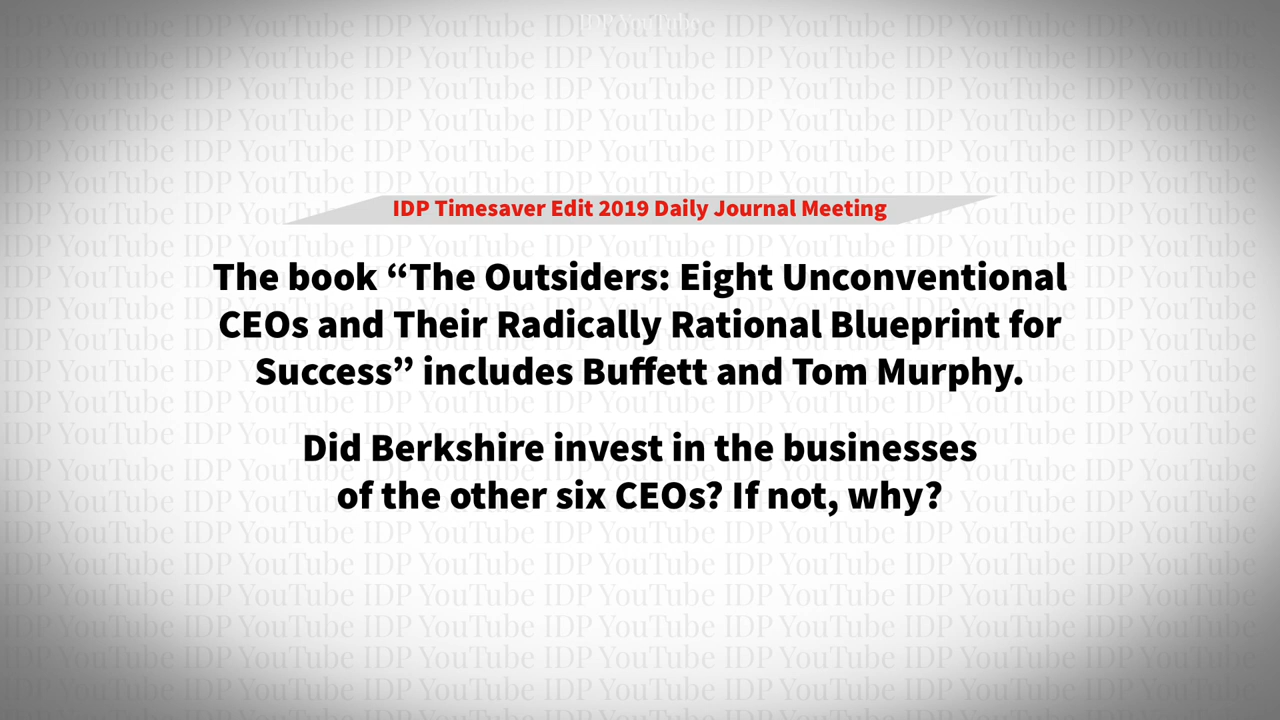 IDP YouTube
IDP Timesaver Edit 2019 Daily Journal Meeting
The book “The Outsiders: Eight Unconventional
CEOs and Their Radically Rational Blueprint for
Success” includes Buffett and Tom Murphy.
Did Berkshire invest in the businesses
of the other six CEOs? If not, why?